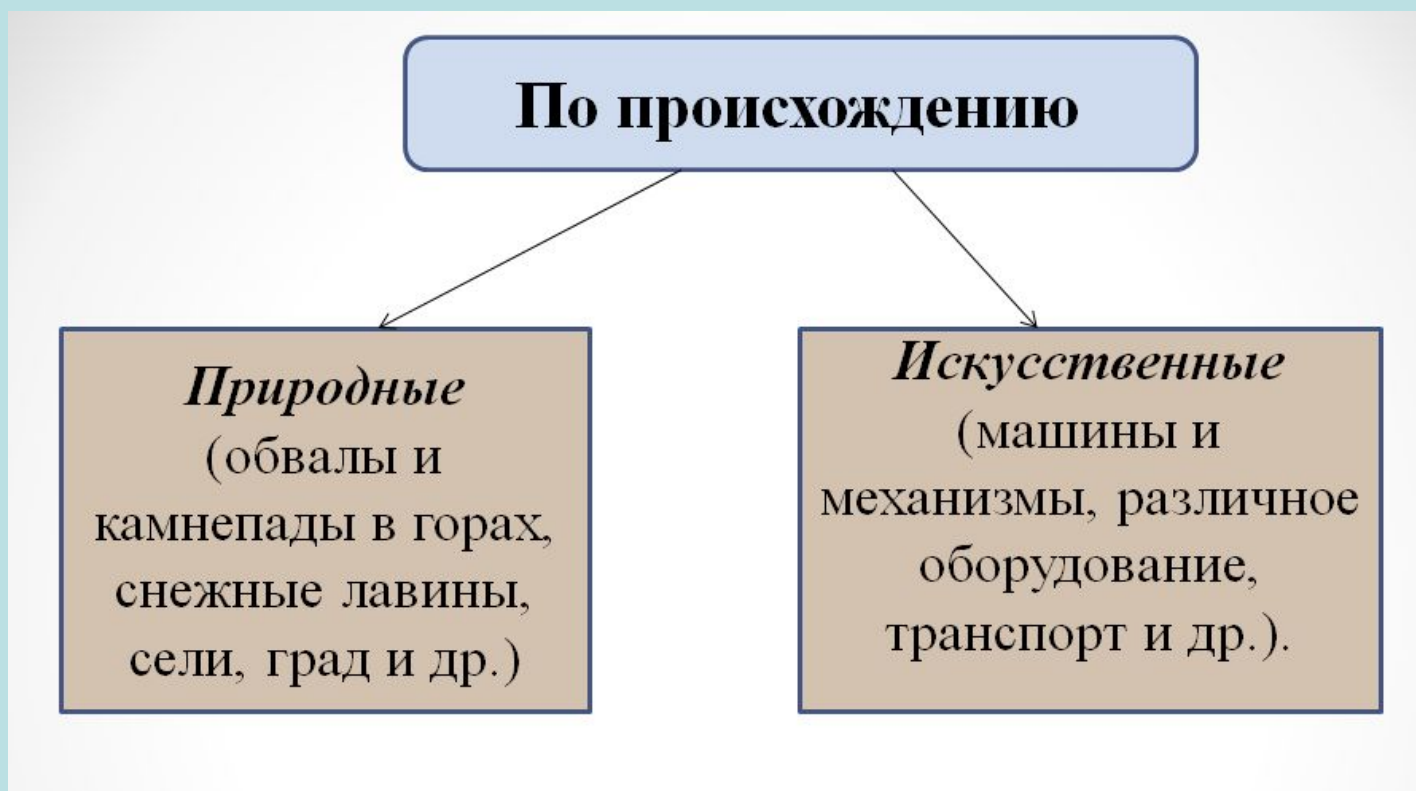 По происхождению
Природные
(обвалы и
камнепады в горах,
снежные лавины,
сели, град и др.)
Искусственные
(машины и
механизмы, различное
оборудование,
транспорт и др.).